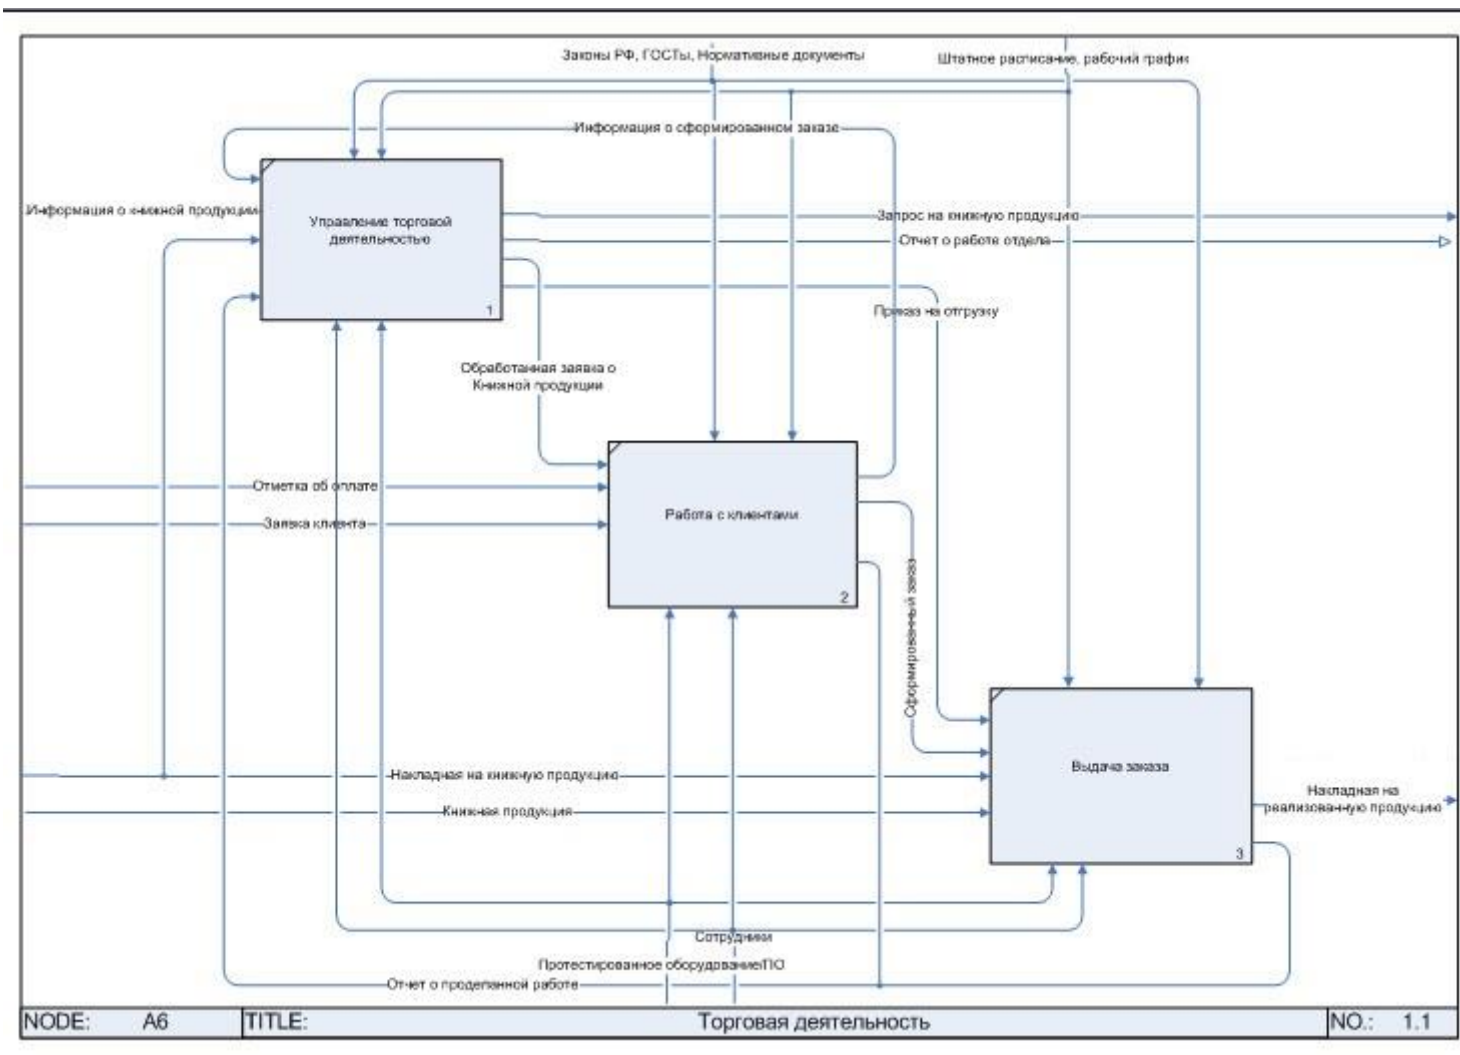 Законы РФ, ГОСТы, Нормативные документы
Штатное расписание, рабочий график
Информация о сформированном заказе
Информация о книжной продукции
Управление торговой
деятельностью
1
Запрос на книжную продукцию
Отчет о работе отдела
Приказ на отгрузку
Обработанная заявка о
Книжной продукции
Отметка об оплате
Заявка клиента
Работа с клиентами
2
Сформированный заказ
Накладная на книжную продукцию
Книжная продукция
Выдача заказа
3
Накладная на
реализованную продукцию
Сотрудники
Протестированное оборудование/ПО
Отчет о проделанной работе
NODE: A6 TITLE: Торговая деятельность NO.: 1.1